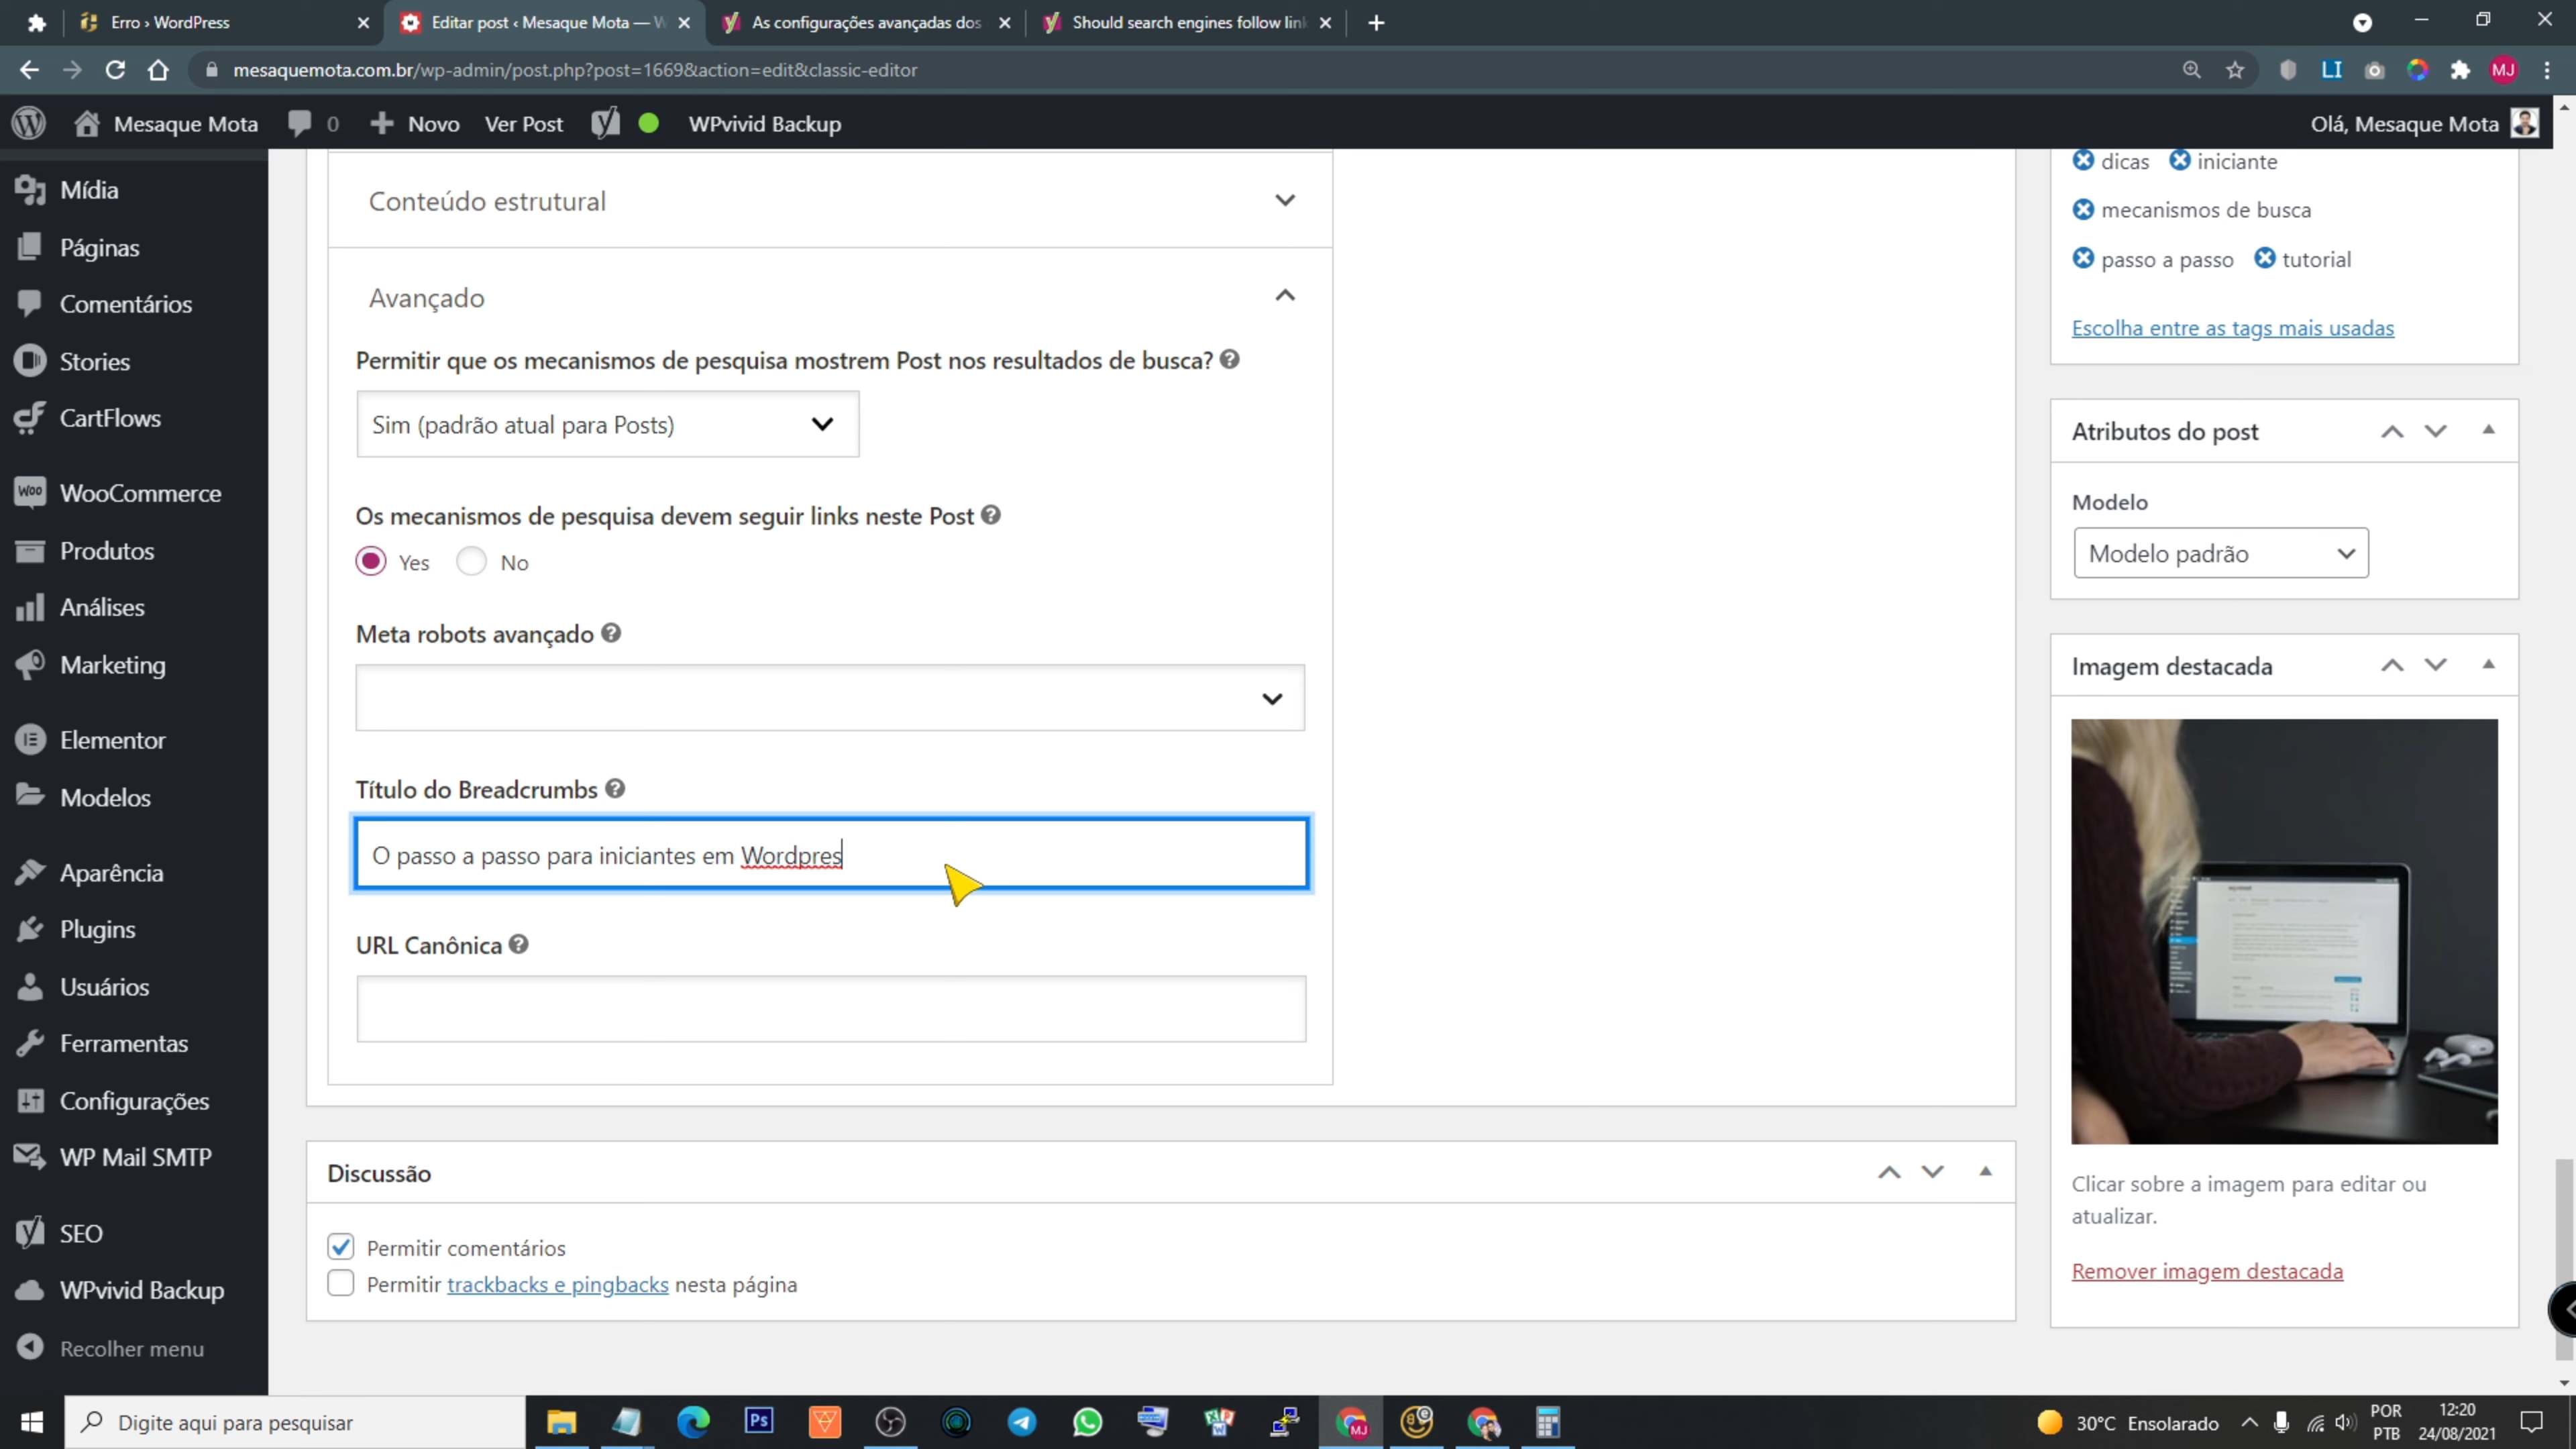 Erro › WordPress
Editar post ‹ Mesaque Mota — W
As configurações avançadas dos
Should search engines follow lin
mesaquemota.com.br/wp-admin/post.php?post=1669&action=edit&classic-editor
LI
MJ
Mesaque Mota
0
Novo
Ver Post
WPvivid Backup
Olá, Mesaque Mota
Mídia
Páginas
Comentários
Stories
CartFlows
Woo
WooCommerce
Produtos
Análises
Marketing
Elementor
Modelos
Aparência
Plugins
Usuários
Ferramentas
Configurações
WP Mail SMTP
SEO
WPvivid Backup
Recolher menu
Conteúdo estrutural
Avançado
Permitir que os mecanismos de pesquisa mostrem Post nos resultados de busca?
Sim (padrão atual para Posts)
Os mecanismos de pesquisa devem seguir links neste Post
Yes No
Meta robots avançado
Título do Breadcrumbs
O passo a passo para iniciantes em Wordpres
URL Canônica
Discussão
Permitir comentários
Permitir trackbacks e pingbacks nesta página
dicas iniciante
mecanismos de busca
passo a passo tutorial
Escolha entre as tags mais usadas
Atributos do post
Modelo
Modelo padrão
Imagem destacada
Clicar sobre a imagem para editar ou
atualizar.
Remover imagem destacada
Digite aqui para pesquisar
Ps
MJ
30°C Ensolarado
POR
PTB
12:20
24/08/2021